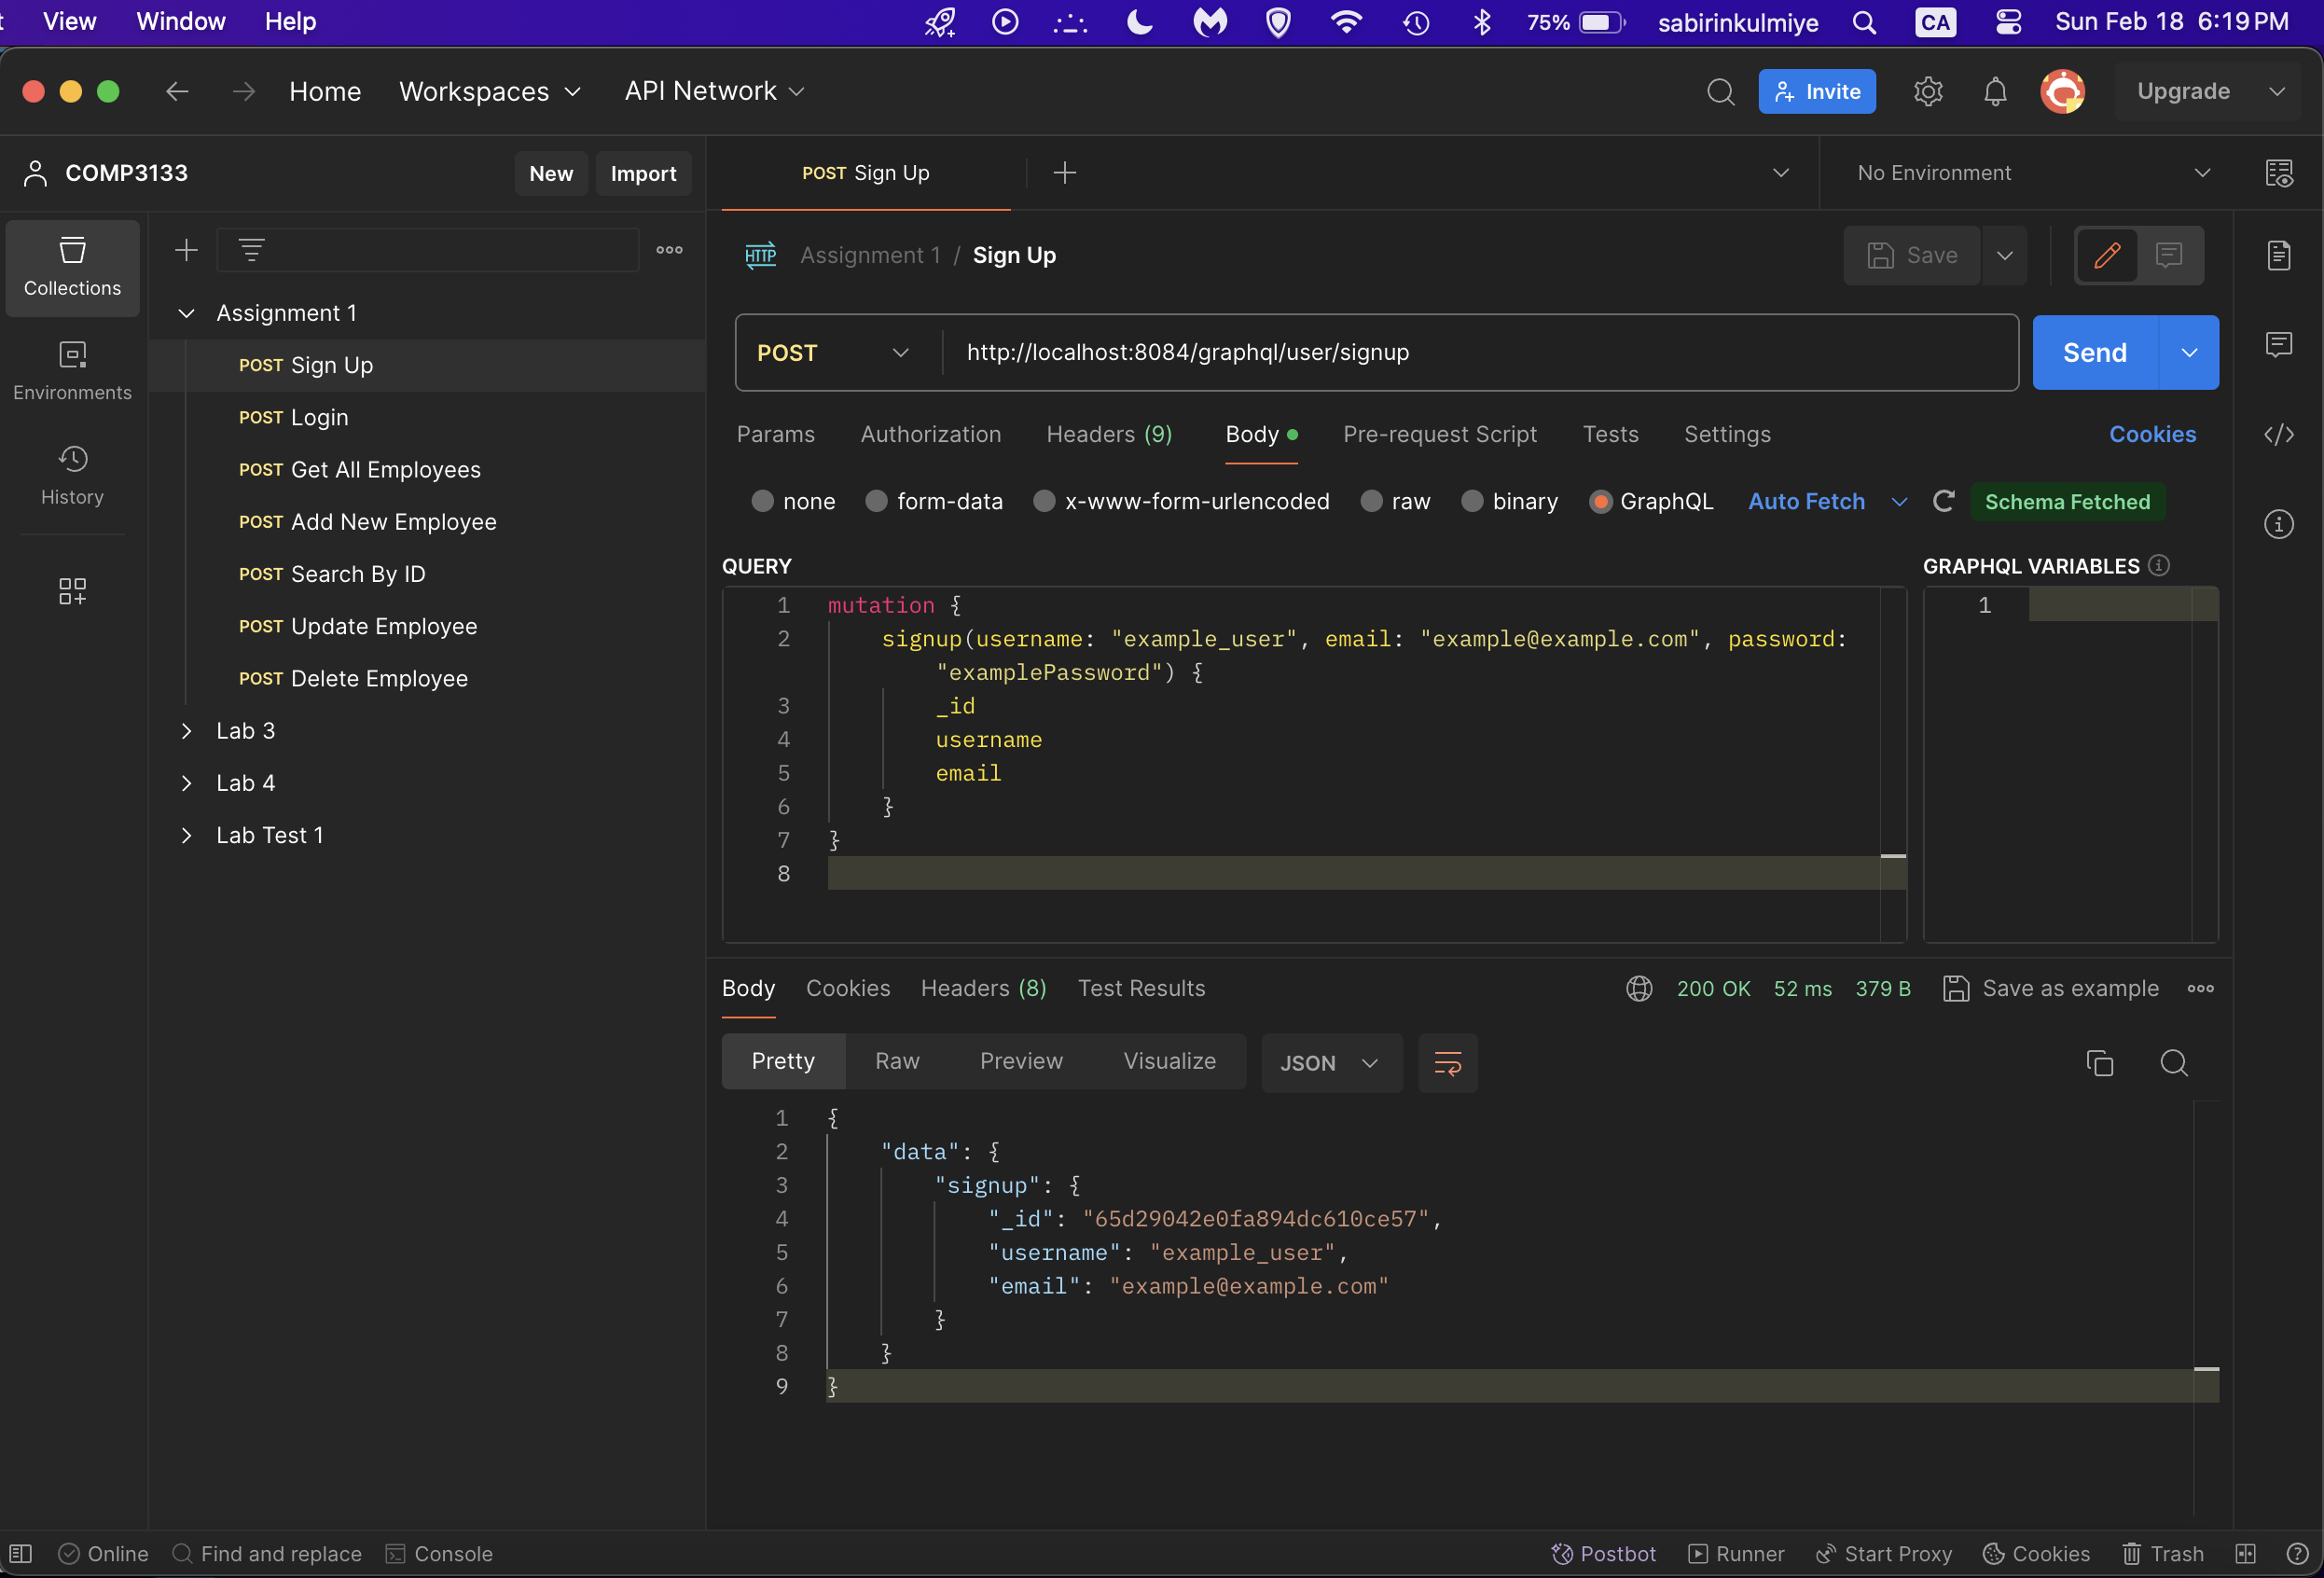 View Window Help 75% sabirinkulmiye CA Sun Feb 18 6:19 PM
Home Workspaces API Network Invite Upgrade
COMP3133 New Import
POST Sign Up No Environment
Collections
Environments
History
Assignment 1
POST Sign Up
POST Login
POST Get All Employees
POST Add New Employee
POST Search By ID
POST Update Employee
POST Delete Employee
Lab 3
Lab 4
Lab Test 1
HTTP Assignment 1 / Sign Up Save
POST http://localhost:8084/graphql/user/signup Send
Params Authorization Headers (9) Body Pre-request Script Tests Settings Cookies
none form-data x-www-form-urlencoded raw binary GraphQL Auto Fetch Schema Fetched
QUERY
1 mutation {
2 signup(username: "example_user", email: "example@example.com", password:
"examplePassword") {
3 _id
4 username
5 email
6 }
7 }
8
GRAPHQL VARIABLES
1
Body Cookies Headers (8) Test Results 200 OK 52 ms 379 B Save as example
Pretty Raw Preview Visualize JSON
1 {
2 "data": {
3 "signup": {
4 "_id": "65d29042e0fa894dc610ce57",
5 "username": "example_user",
6 "email": "example@example.com"
7 }
8 }
9 }
Online Find and replace Console Postbot Runner Start Proxy Cookies Trash